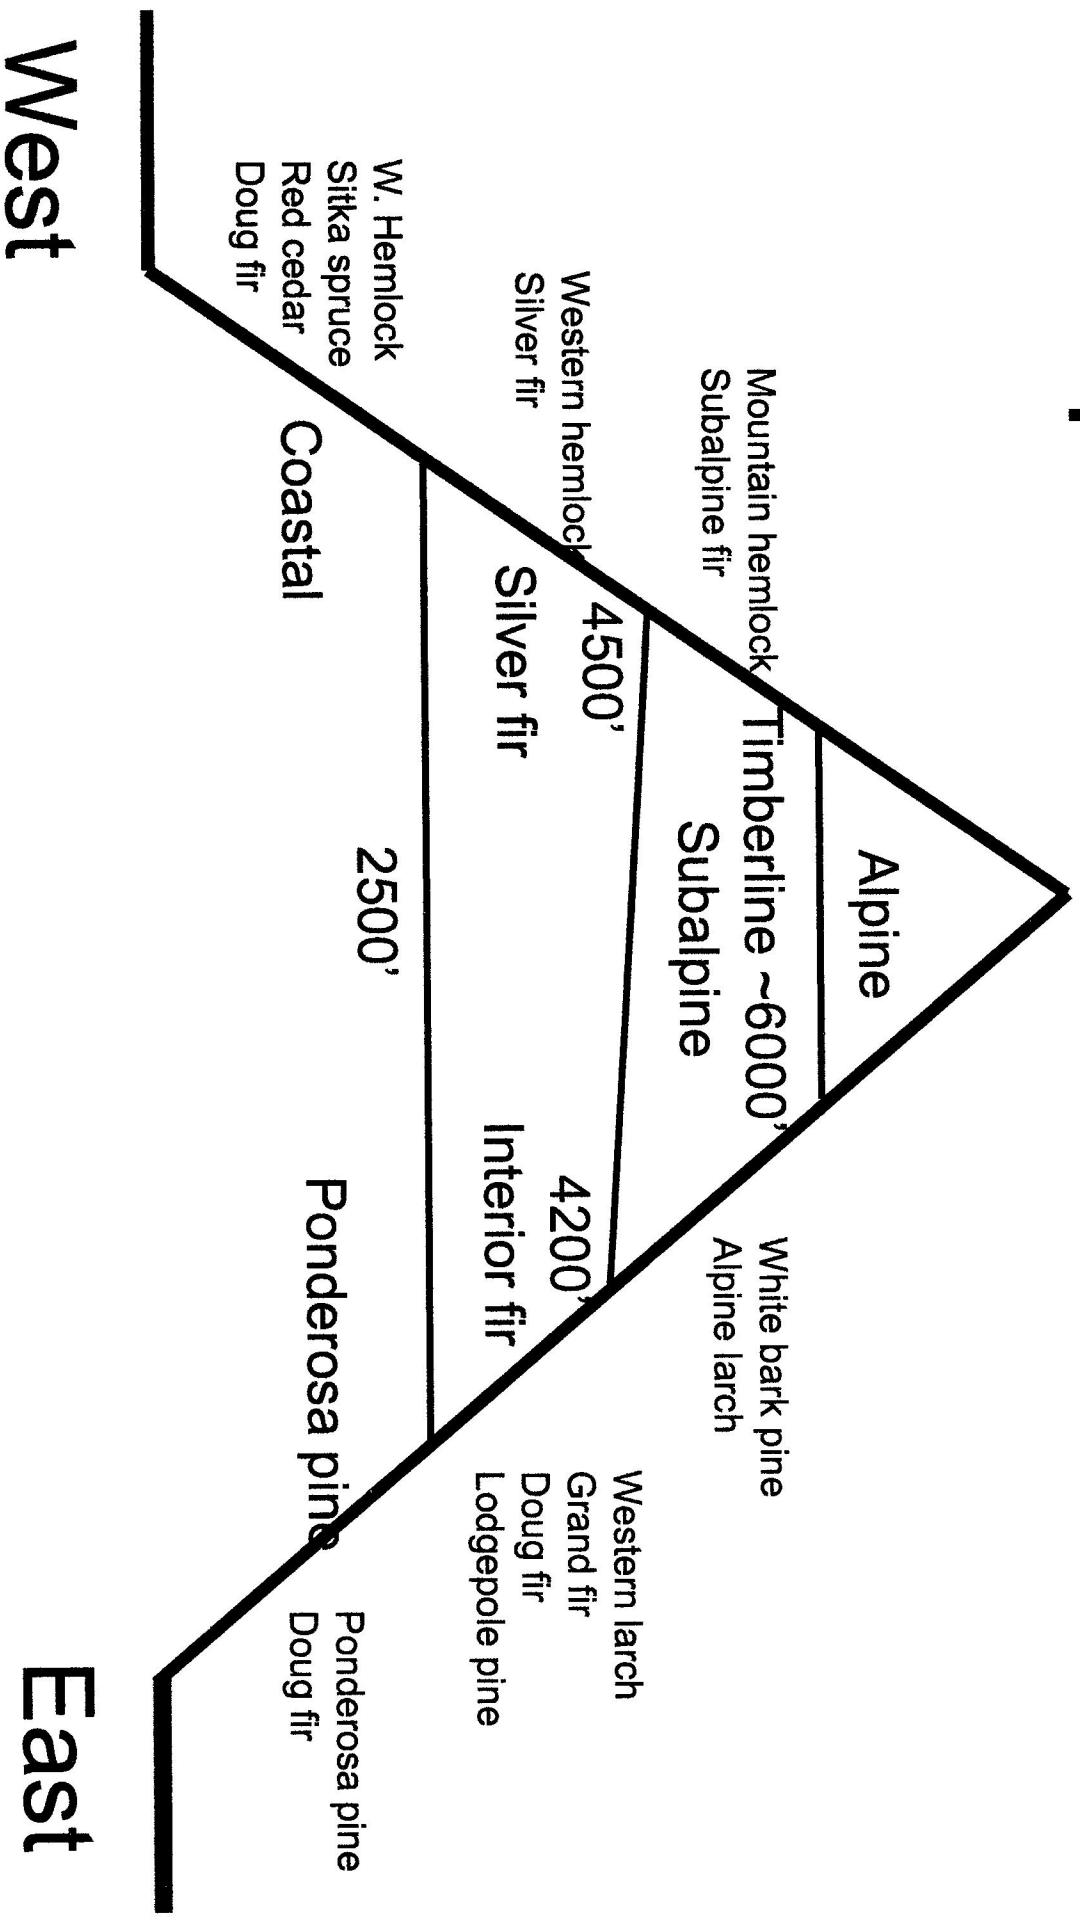 Alpine
Timberline ~6000'
Mountain hemlock
Subalpine fir
Subalpine
White bark pine
Alpine larch
4500'
4200'
Western hemlock
Silver fir
Silver fir
Interior fir
Western larch
Grand fir
Doug fir
Lodgepole pine
2500'
W. Hemlock
Sitka spruce
Red cedar
Doug fir
Coastal
Ponderosa pine
Ponderosa pine
Doug fir
West
East